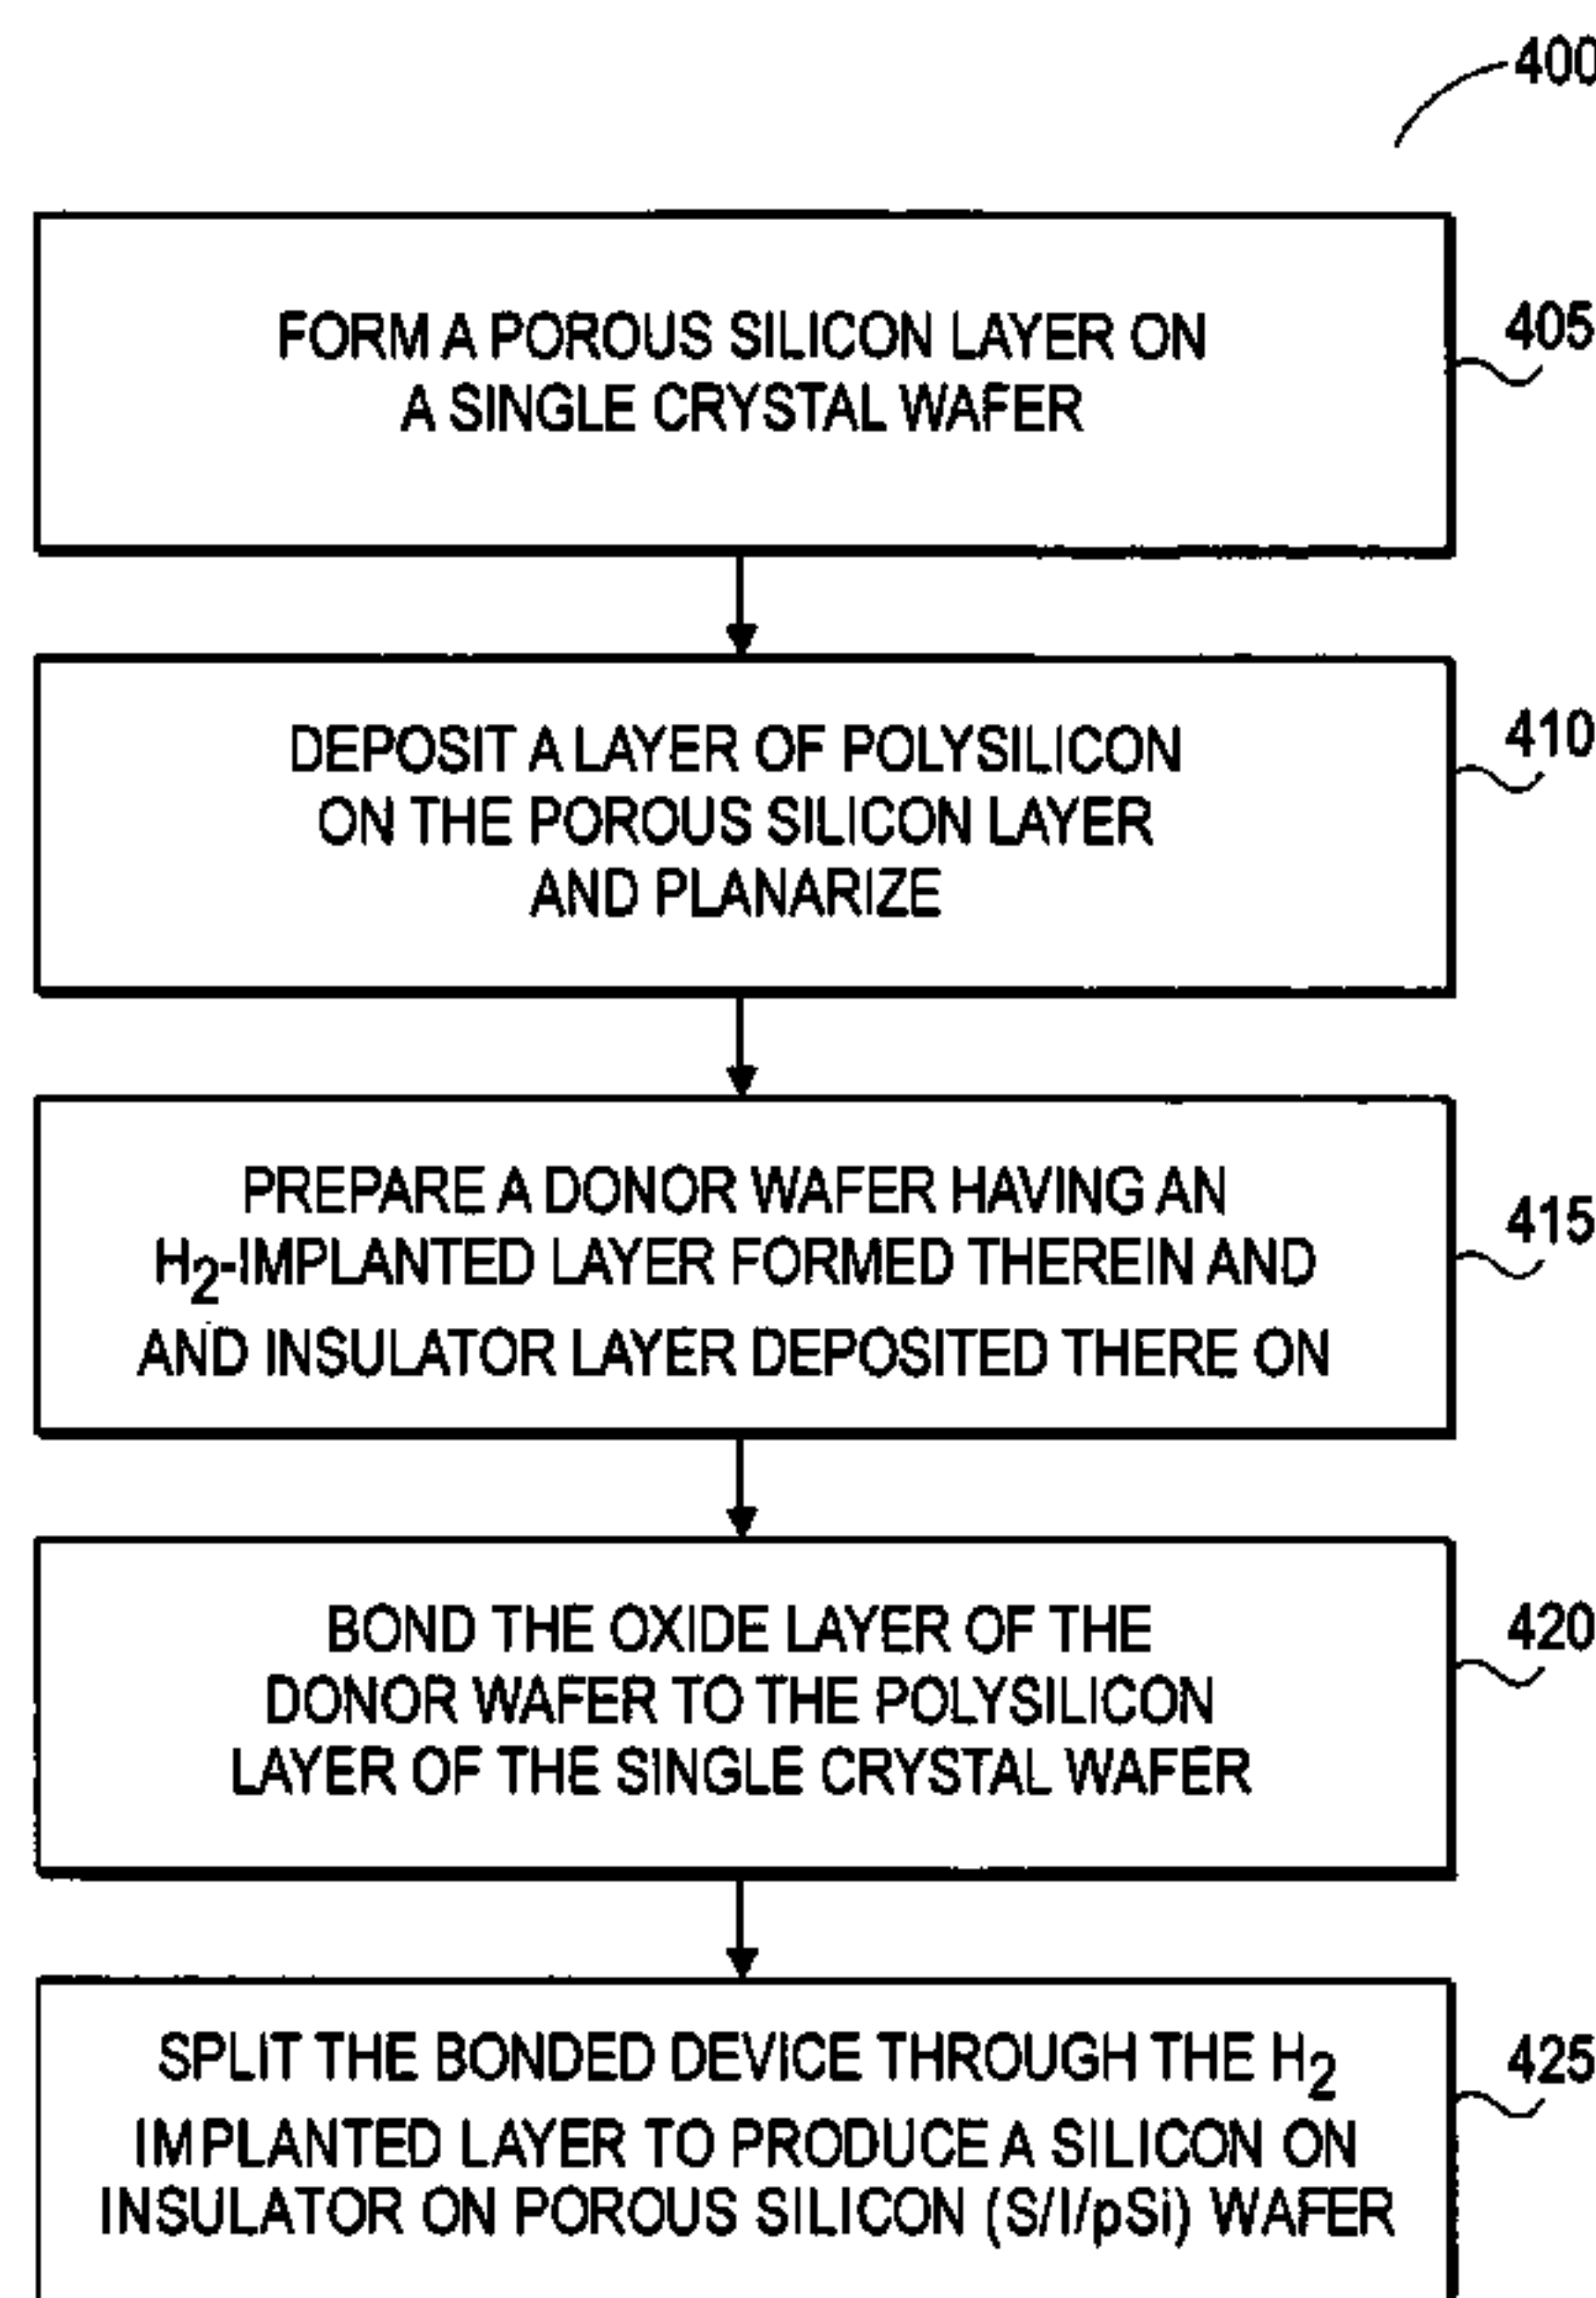 400
FORM A POROUS SILICON LAYER ON
A SINGLE CRYSTAL WAFER
405
DEPOSIT A LAYER OF POLYSILICON
ON THE POROUS SILICON LAYER
AND PLANARIZE
410
PREPARE A DONOR WAFER HAVING AN
H₂-IMPLANTED LAYER FORMED THEREIN AND
AND INSULATOR LAYER DEPOSITED THERE ON
415
BOND THE OXIDE LAYER OF THE
DONOR WAFER TO THE POLYSILICON
LAYER OF THE SINGLE CRYSTAL WAFER
420
SPLIT THE BONDED DEVICE THROUGH THE H₂
IMPLANTED LAYER TO PRODUCE A SILICON ON
INSULATOR ON POROUS SILICON (S/I/pSi) WAFER
425